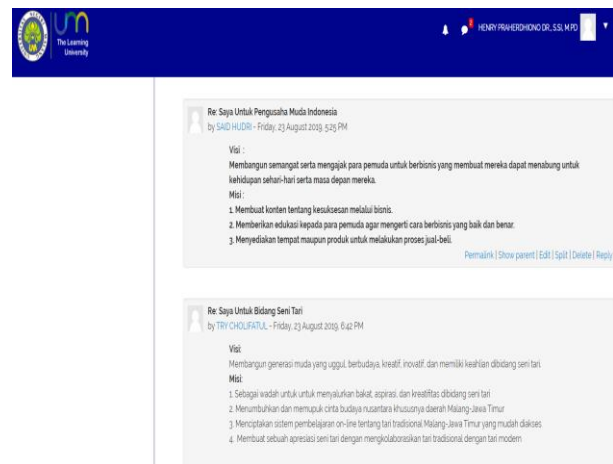 um
The Learning
University
HENRY PRAHERDHIONO DR., S.SI, M.PD
Re: Saya Untuk Pengusaha Muda Indonesia
by SAID HUDRI - Friday, 23 August 2019, 5:25 PM
Visi :
Membangun semangat serta mengajak para pemuda untuk berbisnis yang membuat mereka dapat menabung untuk
kehidupan sehari-hari serta masa depan mereka.
Misi :
1. Membuat konten tentang kesuksesan melalui bisnis.
2. Memberikan edukasi kepada para pemuda agar mengerti cara berbisnis yang baik dan benar.
3. Menyediakan tempat maupun produk untuk melakukan proses jual-beli.
Permalink | Show parent | Edit | Split | Delete | Reply
Re: Saya Untuk Bidang Seni Tari
by TRY CHOLIFATUL - Friday, 23 August 2019, 6:42 PM
Visi:
Membangun generasi muda yang uggul, berbudaya, kreatif, inovatif, dan memiliki keahlian dibidang seni tari.
Misi:
1. Sebagai wadah untuk untuk menyalurkan bakat, aspirasi, dan kreatifitas dibidang seni tari
2. Menumbuhkan dan memupuk cinta budaya nusantara khususnya daerah Malang-Jawa Timur
3. Menciptakan sistem pembelajaran on-line tentang tari tradisional Malang-Jawa Timur yang mudah diakses
4. Membuat sebuah apresiasi seni tari dengan mengkolaborasikan tari tradisional dengan tari modern